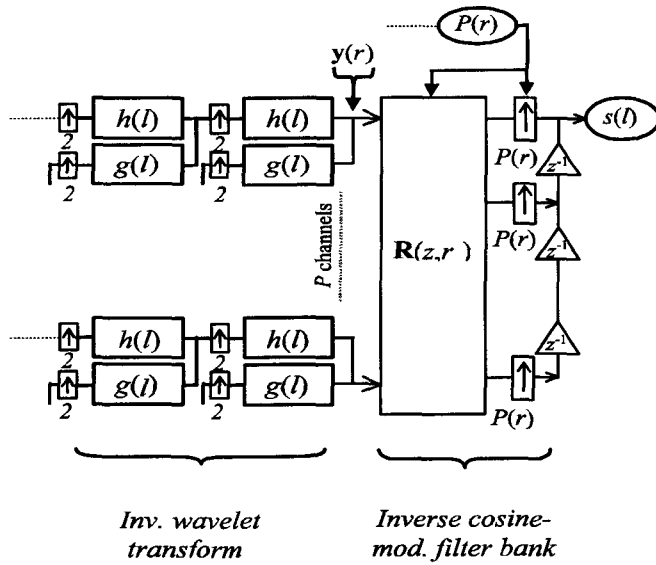 P(r)
y(r)
h(l) h(l) s(l)
2 2
g(l) g(l) P(r) z⁻¹
2 2
P channels
R(z,r)
P(r) z⁻¹
h(l) h(l)
2 2 z⁻¹
g(l) g(l)
2 2 P(r)
Inv. wavelet
transform
Inverse cosine-
mod. filter bank